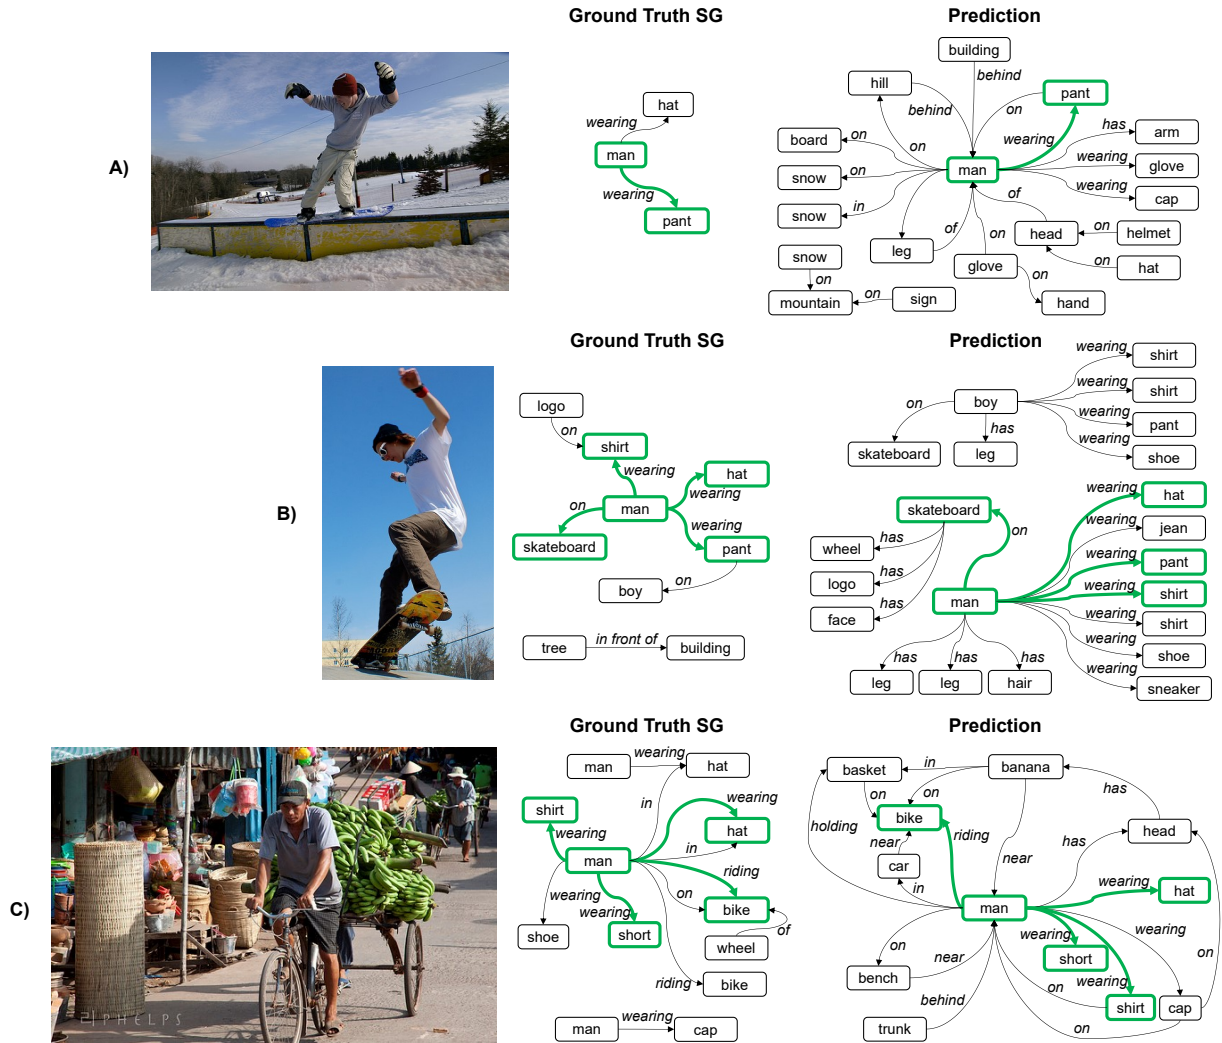 Ground Truth SG
Prediction
A)
hat
wearing
man
wearing
pant
building
behind
hill
behind
pant
on
wearing
on
board
on
has
arm
snow
on
man
wearing
glove
wearing
cap
snow
in
of
leg
of
on
head
on
helmet
snow
on
glove
on
on
hat
mountain
on
sign
hand
Ground Truth SG
Prediction
B)
logo
on
shirt
wearing
hat
wearing
on
man
wearing
skateboard
pant
on
boy
tree
in front of
building
wearing
shirt
wearing
shirt
boy
on
wearing
pant
has
wearing
skateboard
leg
shoe
wearing
hat
skateboard
wearing
jean
on
wheel
has
wearing
pant
logo
has
wearing
shirt
face
has
man
wearing
shirt
wearing
shoe
has
has
has
wearing
leg
leg
hair
sneaker
Ground Truth SG
Prediction
C)
man
wearing
hat
in
wearing
shirt
wearing
hat
in
man
riding
wearing
on
bike
wearing
shoe
short
wheel
of
riding
bike
man
wearing
cap
basket
in
banana
on
on
has
bike
holding
riding
head
near
has
car
near
in
wearing
hat
man
on
wearing
wearing
short
bench
near
wearing
on
on
behind
shirt
cap
trunk
on
PHELPS